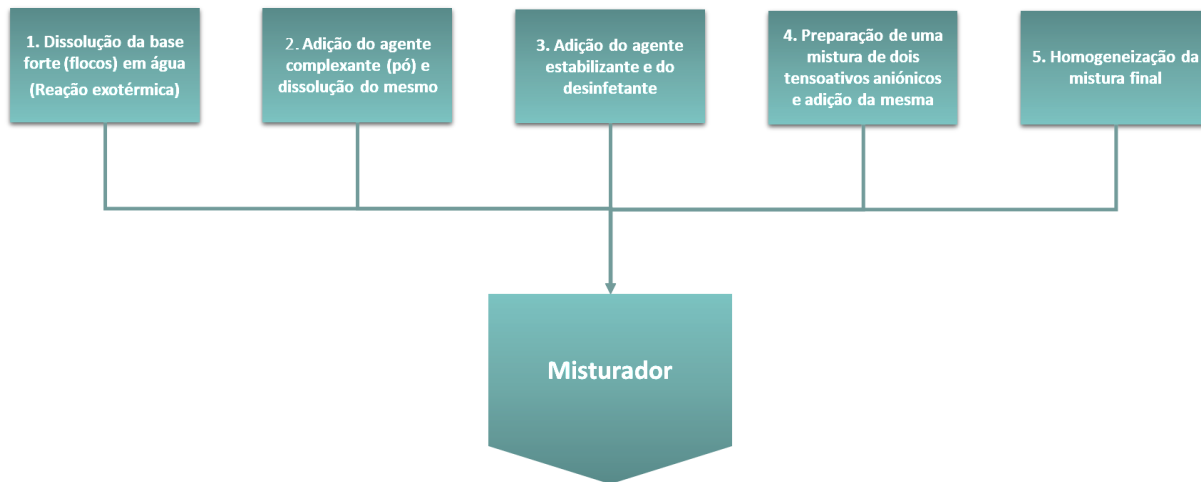 1. Dissolução da base
forte (flocos) em água
(Reação exotérmica)
2. Adição do agente
complexante (pó) e
dissolução do mesmo
3. Adição do agente
estabilizante e do
desinfetante
4. Preparação de uma
mistura de dois
tensoativos aniónicos
e adição da mesma
5. Homogeneização da
mistura final
Misturador